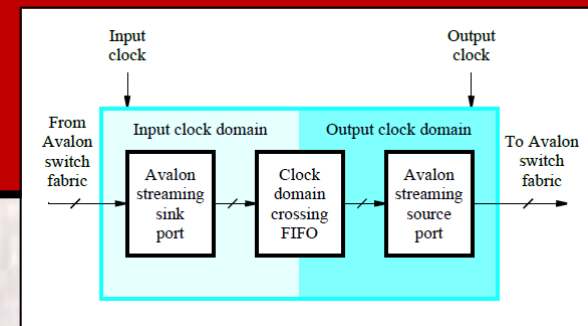 Input
clock
Output
clock
From
Avalon
switch
fabric
Input clock domain
Output clock domain
To Avalon
switch
fabric
Avalon
streaming
sink
port
Clock
domain
crossing
FIFO
Avalon
streaming
source
port